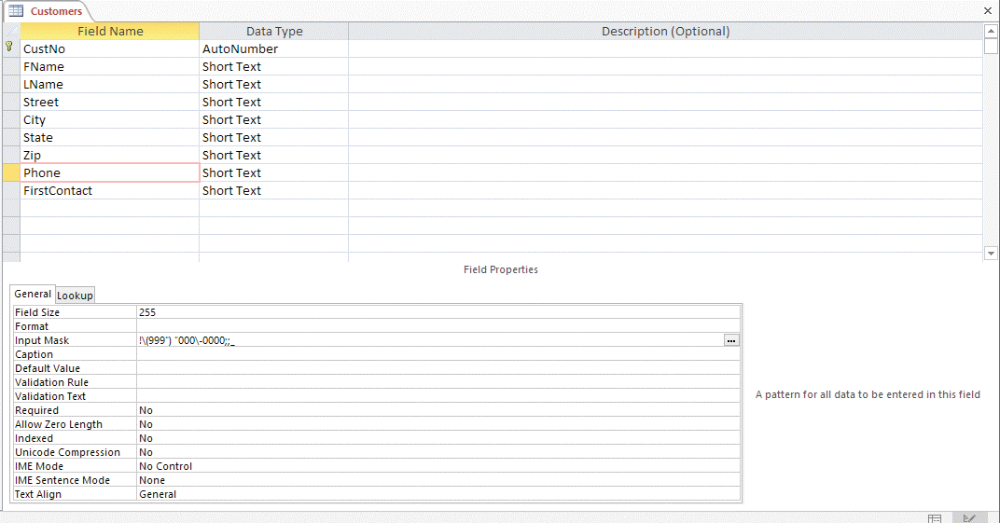 Customers
Field Name Data Type Description (Optional)
CustNo AutoNumber
FName Short Text
LName Short Text
Street Short Text
City Short Text
State Short Text
Zip Short Text
Phone Short Text
FirstContact Short Text
Field Properties
General Lookup
Field Size 255
Format
Input Mask !\(999") "000\-0000;;_
Caption
Default Value
Validation Rule
Validation Text
Required No
Allow Zero Length No
Indexed No
Unicode Compression No
IME Mode No Control
IME Sentence Mode None
Text Align General
A pattern for all data to be entered in this field